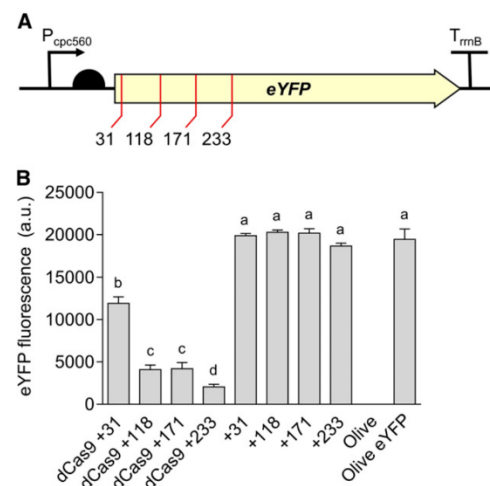 A
Pcpc560
TrrnB
eYFP
31 118 171 233
B
eYFP fluorescence (a.u.)
25000
20000
15000
10000
5000
0
b c c d a a a a a
dCas9 +31
dCas9 +118
dCas9 +171
dCas9 +233
+31
+118
+171
+233
Olive
Olive eYFP